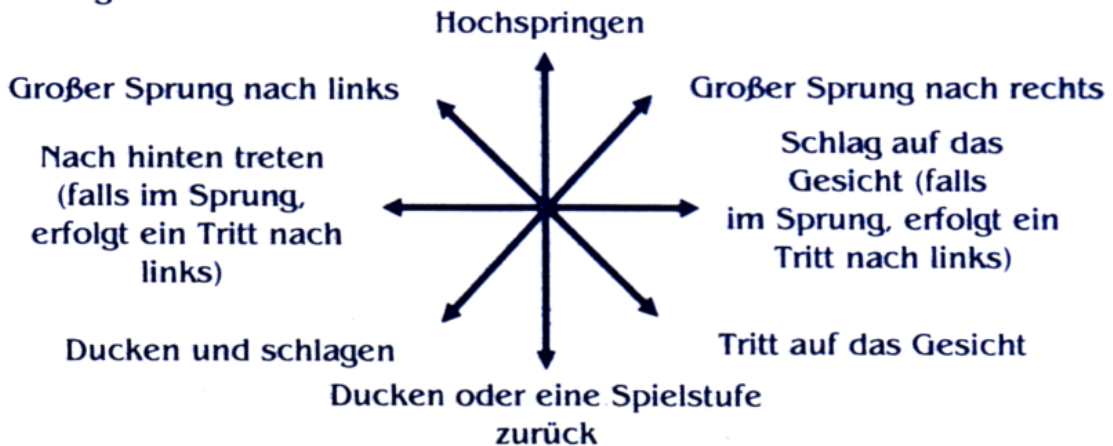 Hochspringen
Großer Sprung nach links
Großer Sprung nach rechts
Nach hinten treten
(falls im Sprung,
erfolgt ein Tritt nach
links)
Schlag auf das
Gesicht (falls
im Sprung, erfolgt ein
Tritt nach links)
Ducken und schlagen
Tritt auf das Gesicht
Ducken oder eine Spielstufe
zurück